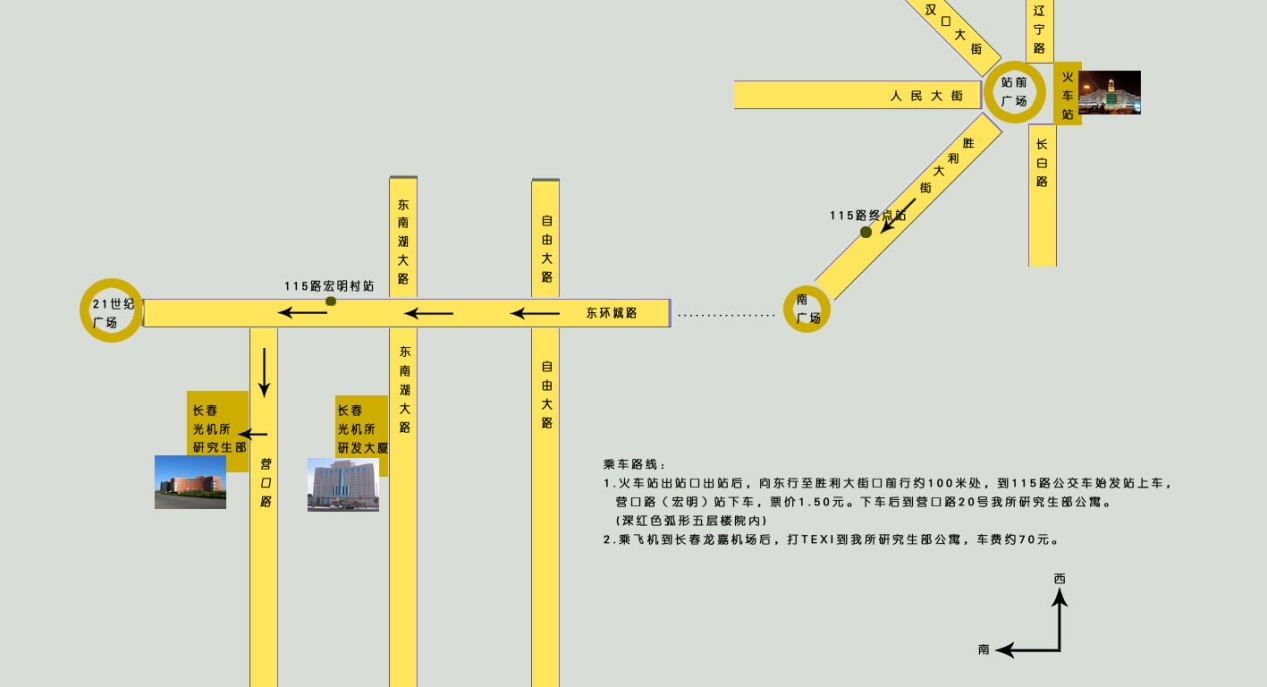 汉口大街
辽宁路
站前
广场
火车站
人民大街
长白路
胜利大街
115路终点站
东南湖大路
自由大路
115路宏明村站
21世纪
广场
东环城路
南
广场
东南湖大路
自由大路
长春
光机所
研究生部
长春
光机所
研发大厦
营口路
乘车路线:
1.火车站出站口出站后，向东行至胜利大街口前行约100米处，到115路公交车始发站上车，
营口路（宏明）站下车，票价1.50元。下车后到营口路20号我所研究生部公寓。
(深红色弧形五层楼院内)
2.乘飞机到长春龙嘉机场后，打TEXI到我所研究生部公寓，车费约70元。
西
南